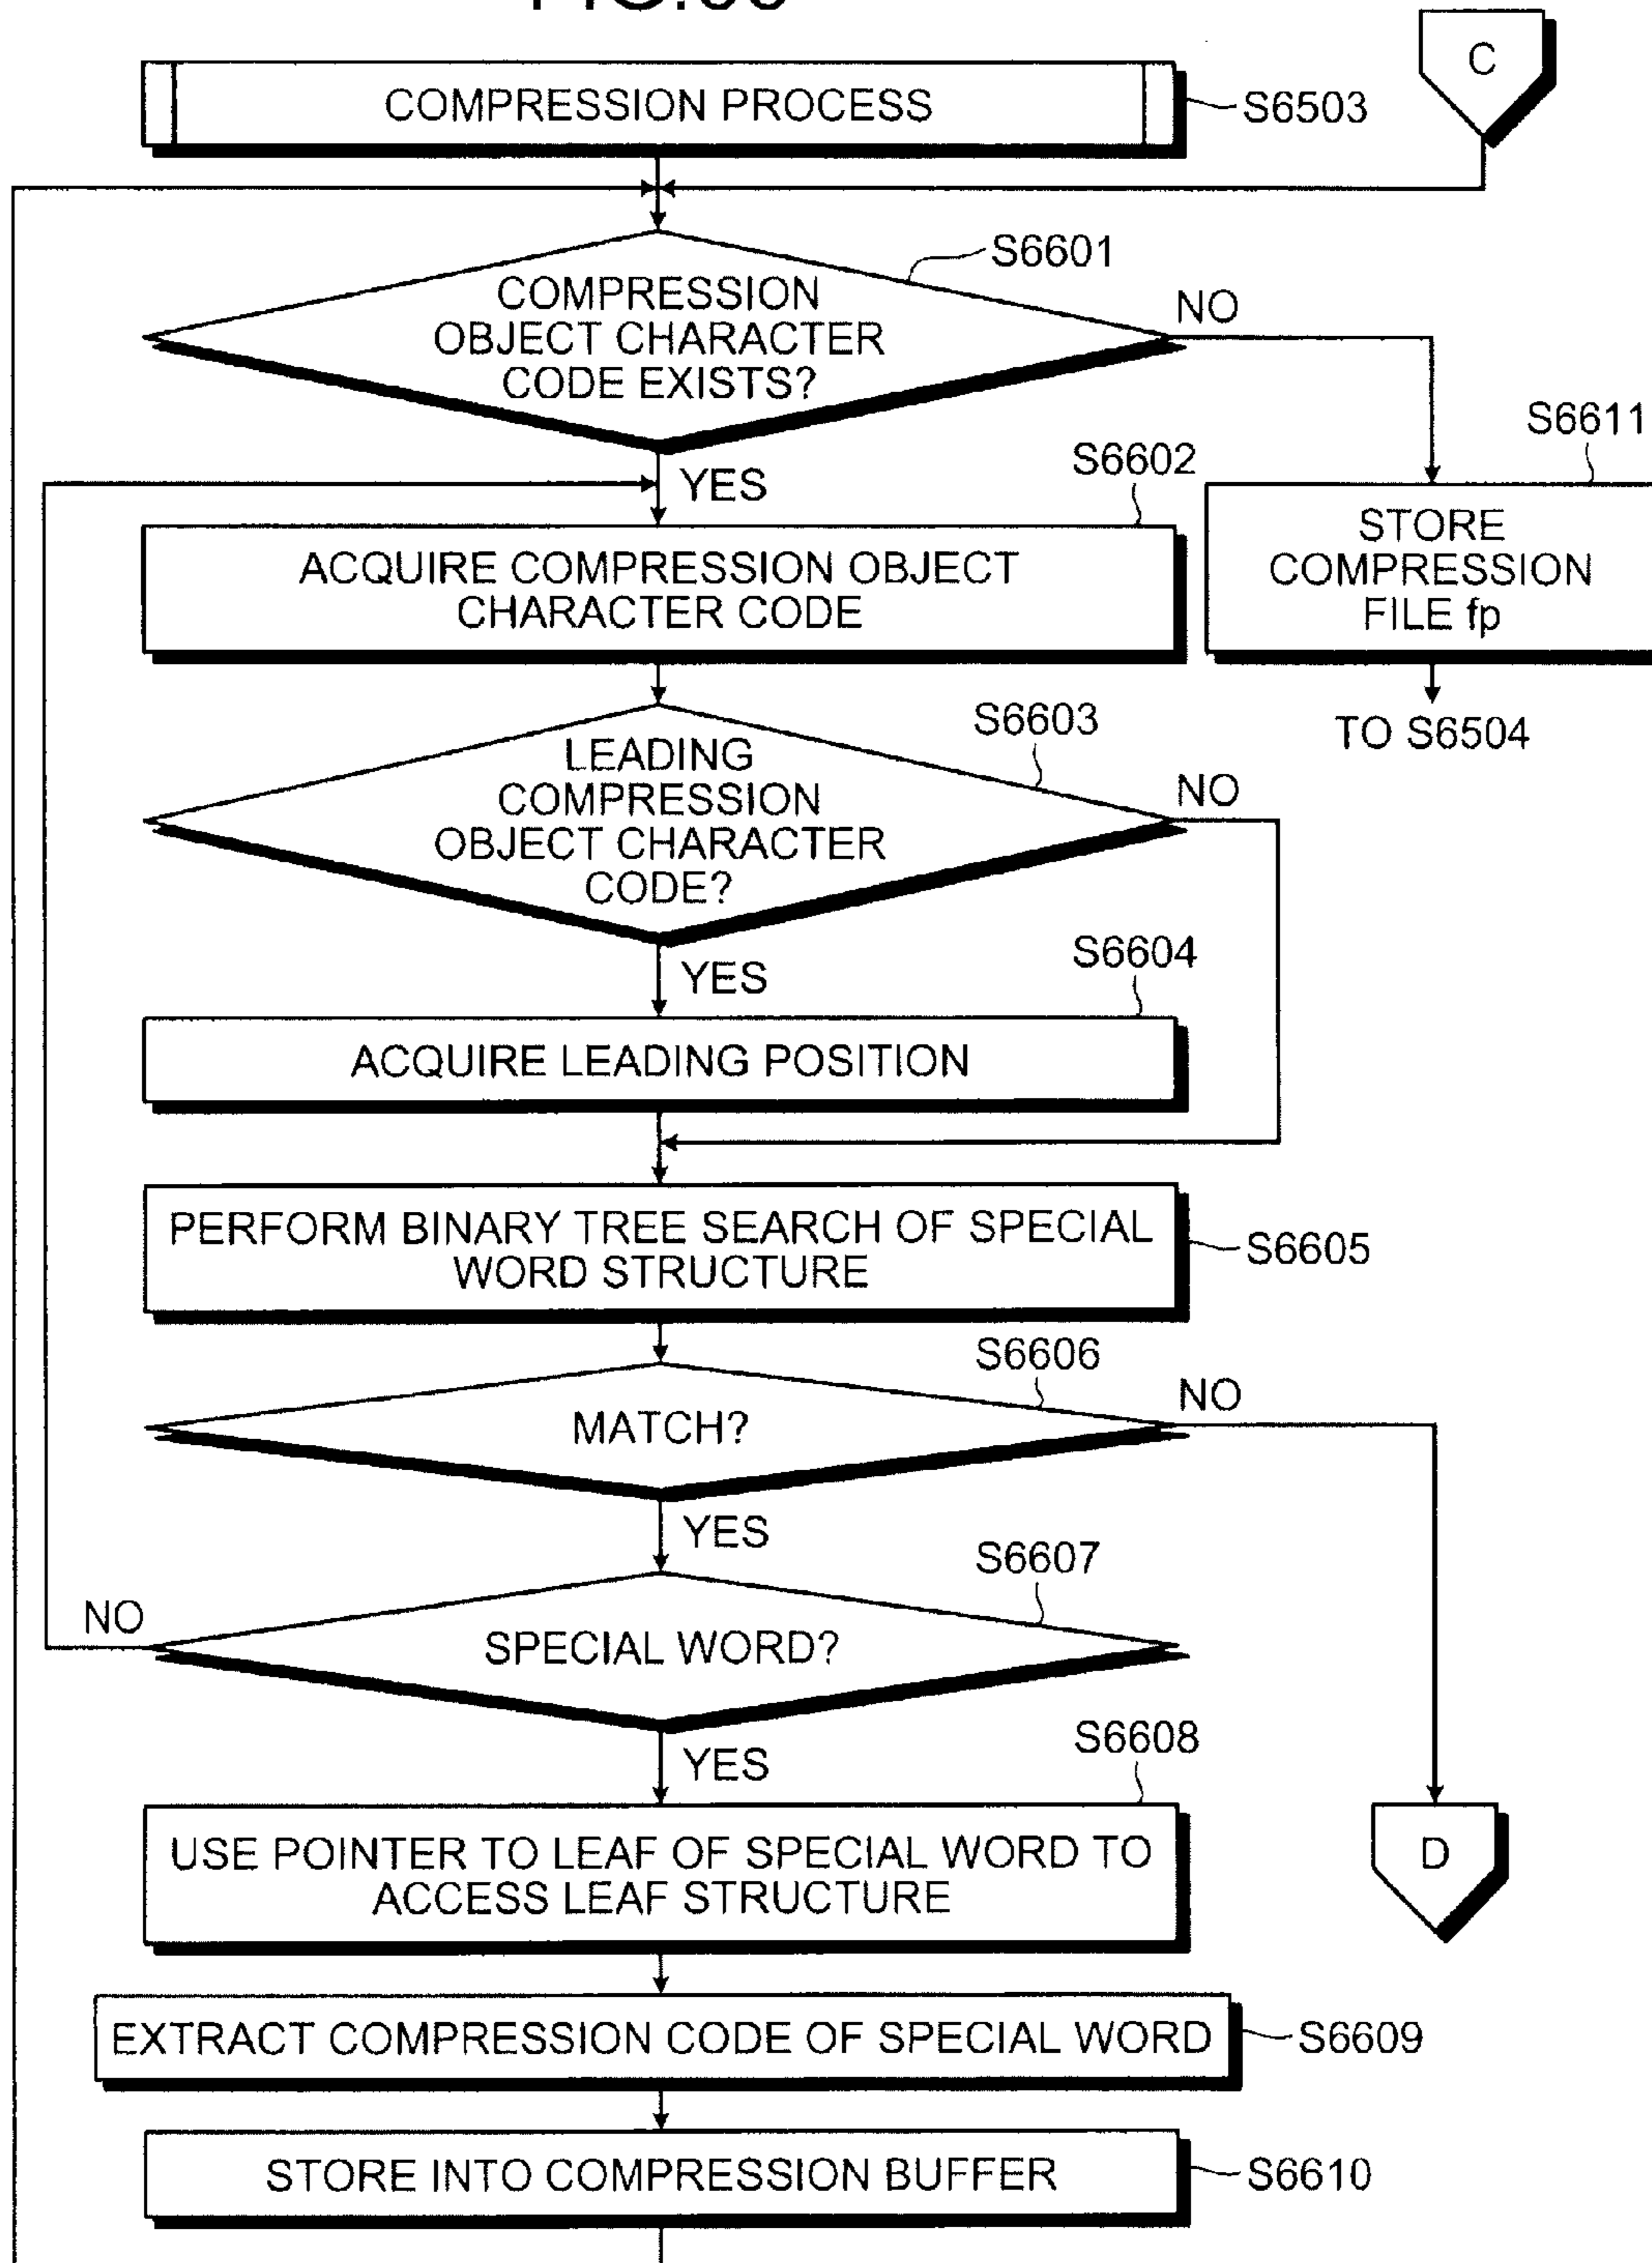 C
COMPRESSION PROCESS
S6503
S6601
COMPRESSION
OBJECT CHARACTER
CODE EXISTS?
NO
S6611
S6602
YES
STORE
COMPRESSION
FILE fp
ACQUIRE COMPRESSION OBJECT
CHARACTER CODE
TO S6504
S6603
LEADING
COMPRESSION
OBJECT CHARACTER
CODE?
NO
S6604
YES
ACQUIRE LEADING POSITION
PERFORM BINARY TREE SEARCH OF SPECIAL
WORD STRUCTURE
S6605
S6606
NO
MATCH?
YES
S6607
NO
SPECIAL WORD?
S6608
YES
USE POINTER TO LEAF OF SPECIAL WORD TO
ACCESS LEAF STRUCTURE
D
EXTRACT COMPRESSION CODE OF SPECIAL WORD
S6609
STORE INTO COMPRESSION BUFFER
S6610